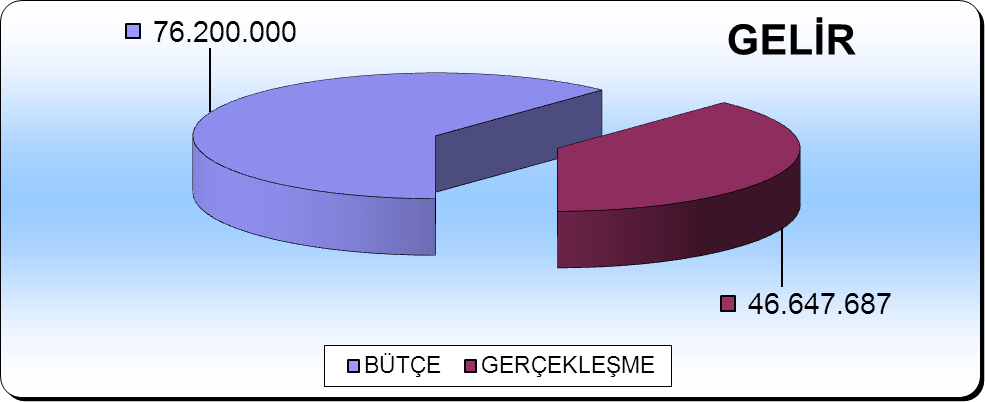 GELİR
76.200.000
46.647.687
BÜTÇE
GERÇEKLEŞME